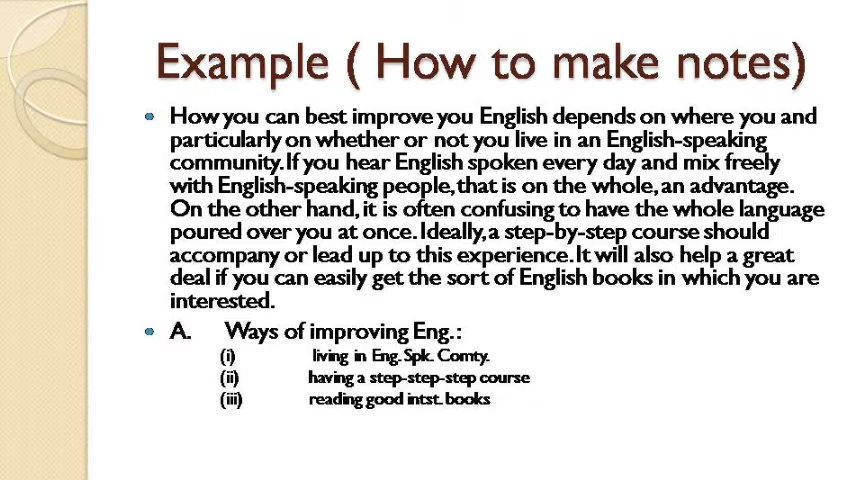 Example ( How to make notes)
• How you can best improve you English depends on where you and
particularly on whether or not you live in an English-speaking
community. If you hear English spoken every day and mix freely
with English-speaking people, that is on the whole, an advantage.
On the other hand, it is often confusing to have the whole language
poured over you at once. Ideally, a step-by-step course should
accompany or lead up to this experience. It will also help a great
deal if you can easily get the sort of English books in which you are
interested.
• A. Ways of improving Eng. :
(i) living in Eng. Spk. Comty.
(ii) having a step-step-step course
(iii) reading good intst. books